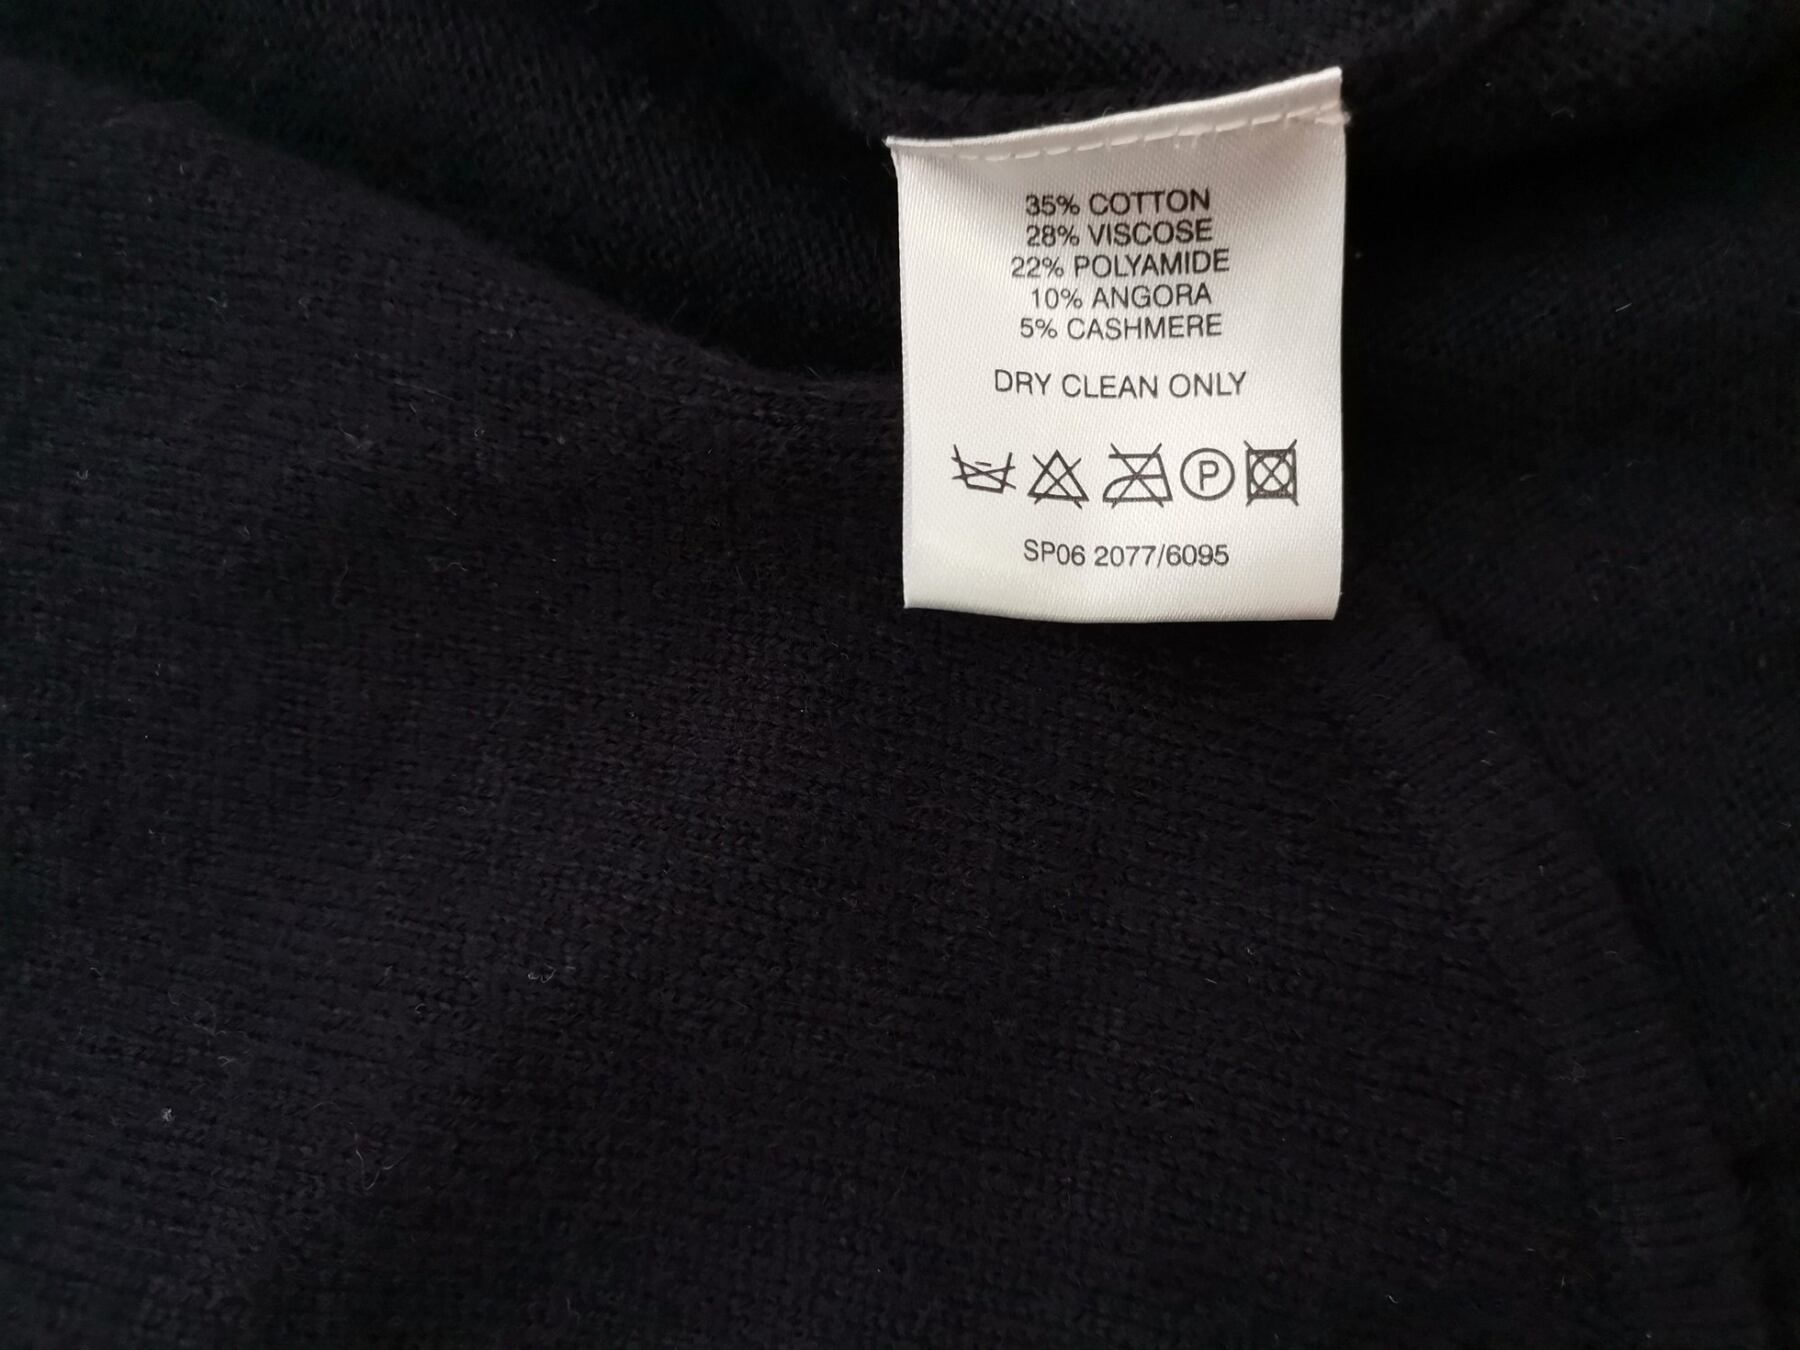 35% COTTON
28% VISCOSE
22% POLYAMIDE
10% ANGORA
5% CASHMERE
DRY CLEAN ONLY
P
SP06 2077/6095